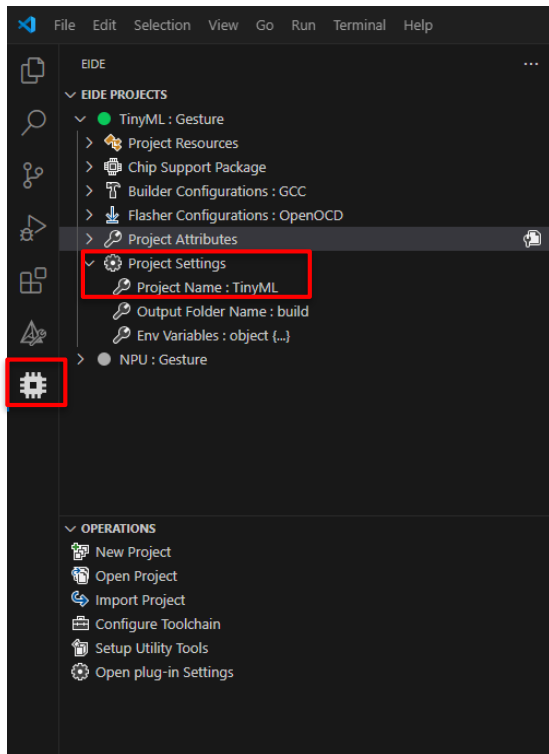 File Edit Selection View Go Run Terminal Help
EIDE
EIDE PROJECTS
TinyML : Gesture
Project Resources
Chip Support Package
Builder Configurations : GCC
Flasher Configurations : OpenOCD
Project Attributes
Project Settings
Project Name : TinyML
Output Folder Name : build
Env Variables : object {...}
NPU : Gesture
OPERATIONS
New Project
Open Project
Import Project
Configure Toolchain
Setup Utility Tools
Open plug-in Settings